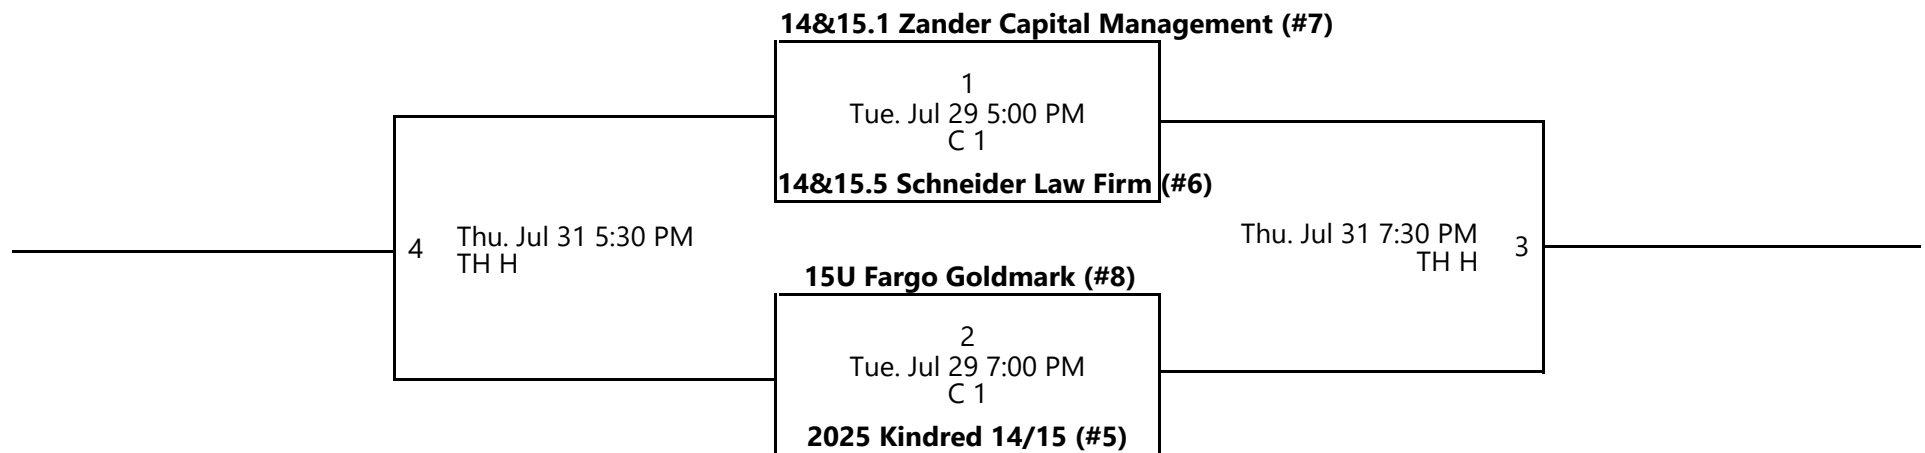 14&15.1 Zander Capital Management (#7)
1
Tue. Jul 29 5:00 PM
C 1
14&15.5 Schneider Law Firm (#6)
4
Thu. Jul 31 5:30 PM
TH H
Thu. Jul 31 7:30 PM
TH H
3
15U Fargo Goldmark (#8)
2
Tue. Jul 29 7:00 PM
C 1
2025 Kindred 14/15 (#5)